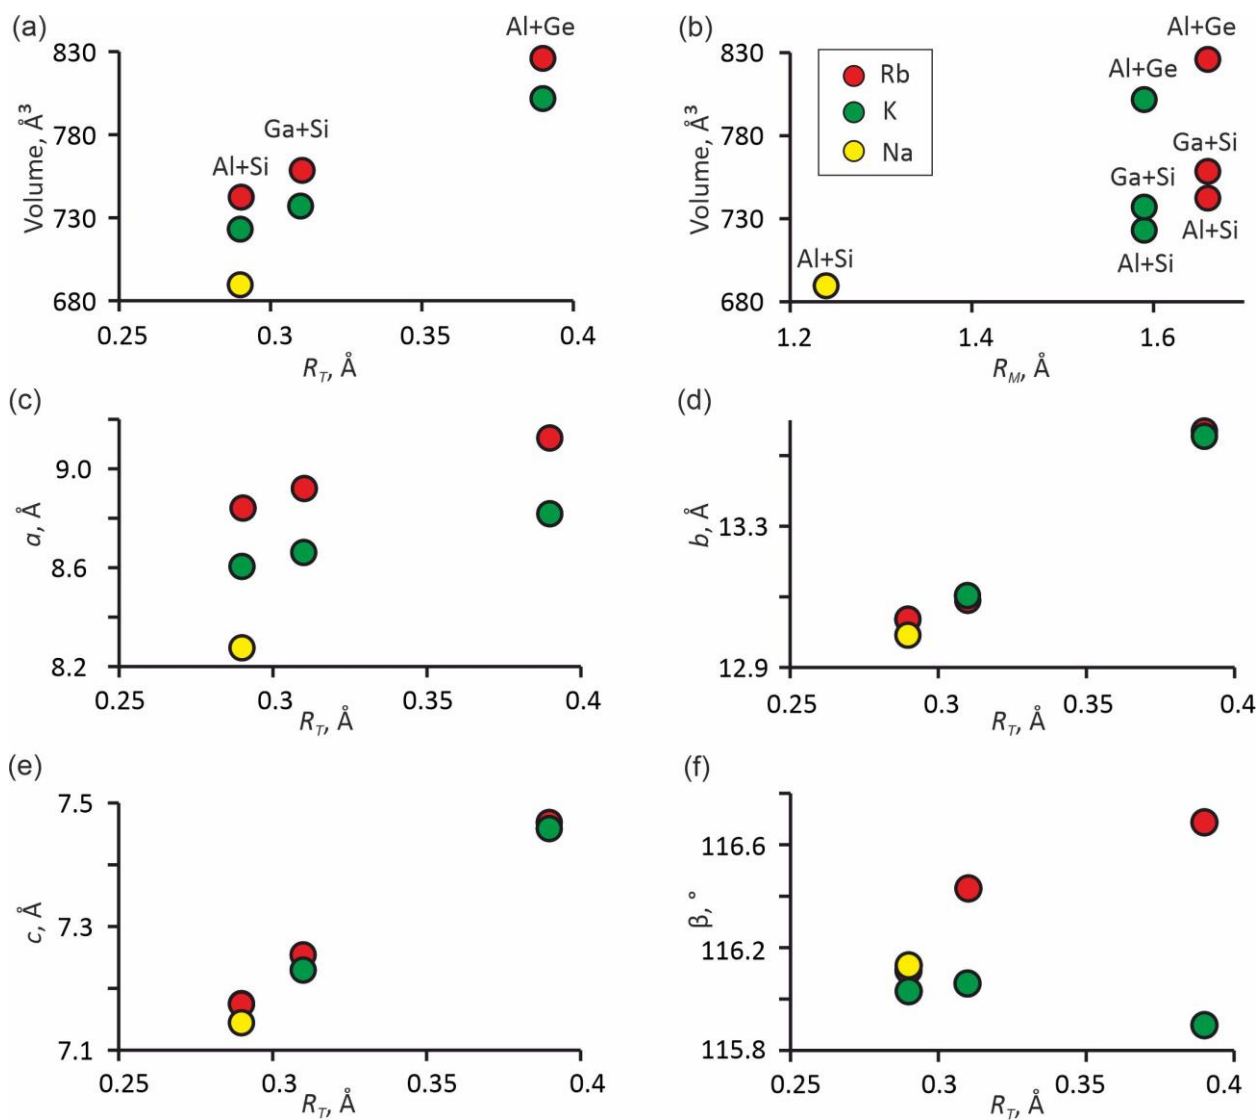 (a)
Al+Ge
830
Volume, Å³
780
Ga+Si
Al+Si
730
680
0.25
0.3
0.35
0.4
R_T, Å
(b)
Al+Ge
830
Rb
Al+Ge
K
Volume, Å³
780
Na
Ga+Si
Ga+Si
730
Al+Si
Al+Si
Al+Si
680
1.2
1.4
1.6
R_M, Å
(c)
9.0
a, Å
8.6
8.2
0.25
0.3
0.35
0.4
R_T, Å
(d)
13.3
b, Å
12.9
0.25
0.3
0.35
0.4
R_T, Å
(e)
7.5
7.3
c, Å
7.1
0.25
0.3
0.35
0.4
R_T, Å
(f)
116.6
β, °
116.2
115.8
0.25
0.3
0.35
0.4
R_T, Å